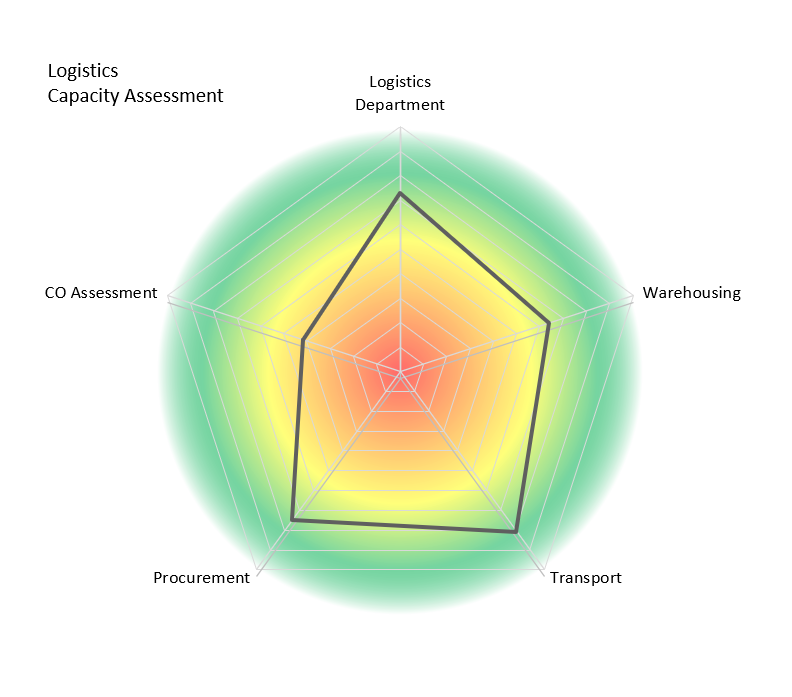 Logistics
Capacity Assessment
Logistics
Department
CO Assessment
Warehousing
Procurement
Transport